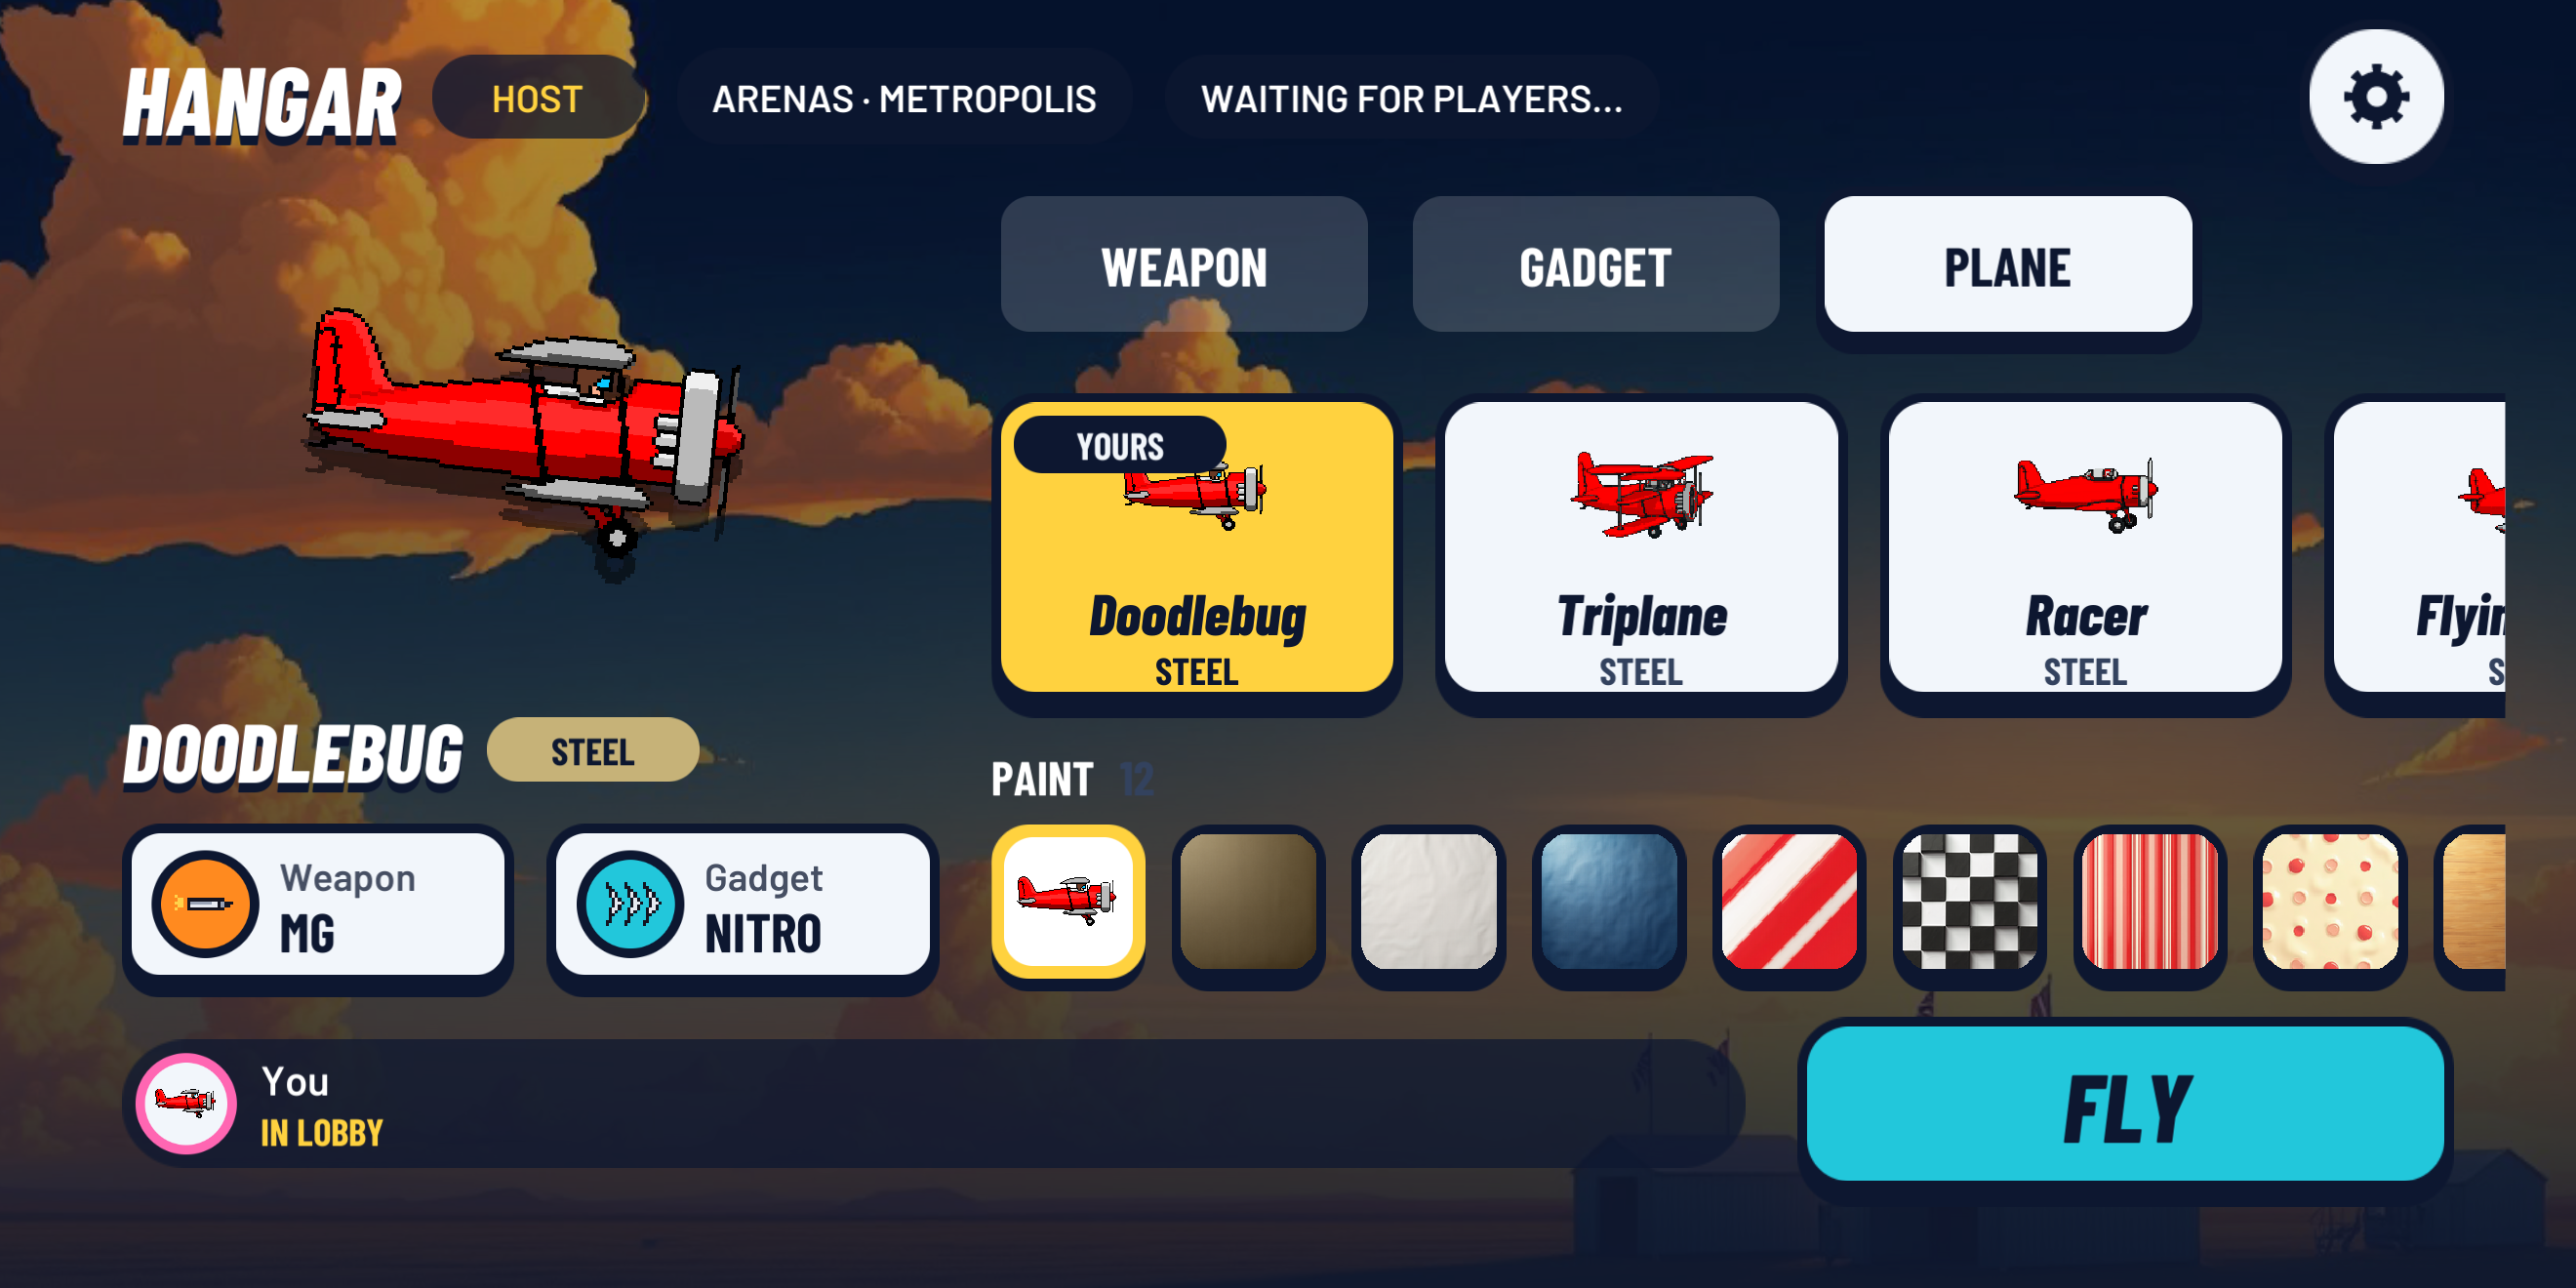 HANGAR
HOST
ARENAS · METROPOLIS
WAITING FOR PLAYERS...
WEAPON
GADGET
PLANE
YOURS
Doodlebug
STEEL
Triplane
STEEL
Racer
STEEL
DOODLEBUG
STEEL
PAINT 12
Weapon
MG
Gadget
NITRO
You
IN LOBBY
FLY